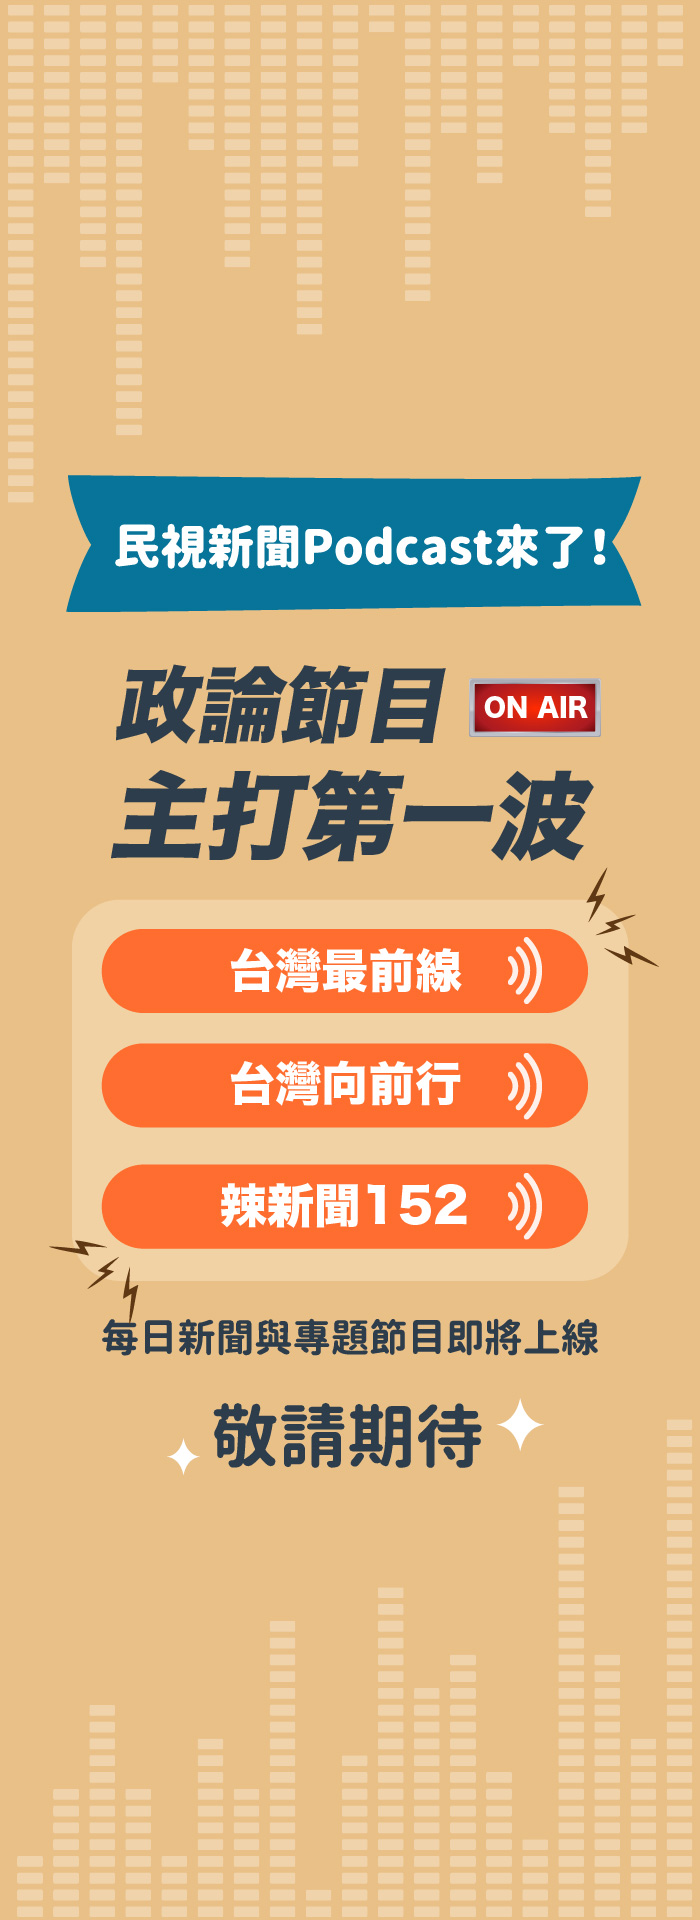 民視新聞Podcast來了!
政論節目 ON AIR
主打第一波
台灣最前線
台灣向前行
辣新聞152
每日新聞與專題節目即將上線
敬請期待